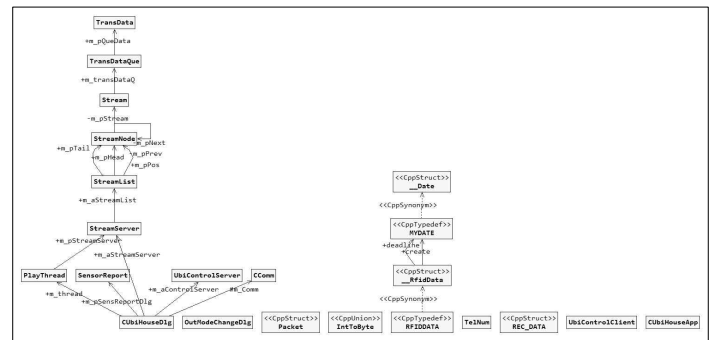 TransData
+m_pQueData
TransDataQue
+m_transDataQ
Stream
-m_pStream
StreamNode
-m_pNext
+m_pTail
+m_pHead
-m_pPrev
+m_pPos
StreamList
+m_aStreamList
StreamServer
+m_pStreamServer
+m_aStreamServer
PlayThread
SensorReport
UbiControlServer
CComm
+m_thread
+m_pSensReportDlg
+m_aControlServer
#m_Comm
CUbiHouseDlg
OutModeChangeDlg
<<CppStruct>>
Packet
<<CppUnion>>
IntToByte
<<CppStruct>>
__Date
<<CppSynonym>>
<<CppTypedef>>
MYDATE
+deadline
+create
<<CppStruct>>
__RfidData
<<CppSynonym>>
<<CppTypedef>>
RFIDDATA
TelNum
<<CppStruct>>
REC_DATA
UbiControlClient
CUbiHouseApp